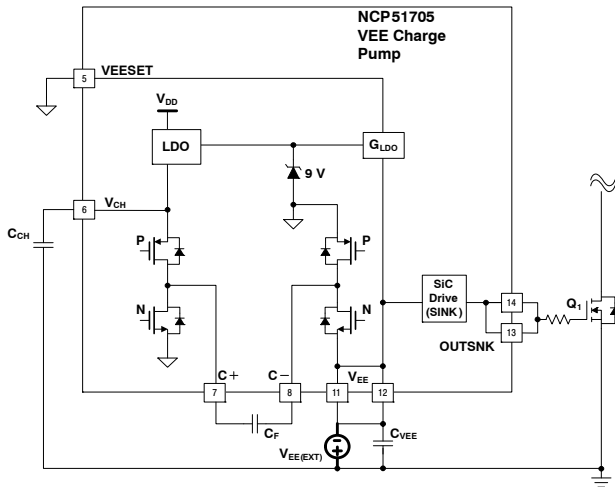 NCP51705
VEE Charge
Pump
5
VEESET
VDD
LDO
GLDO
9 V
6
VCH
CCH
P
P
N
N
SiC
Drive
(SINK)
14
13
OUTSNK
Q1
C+
C−
VEE
7
8
11
12
CF
VEE(EXT)
CVEE